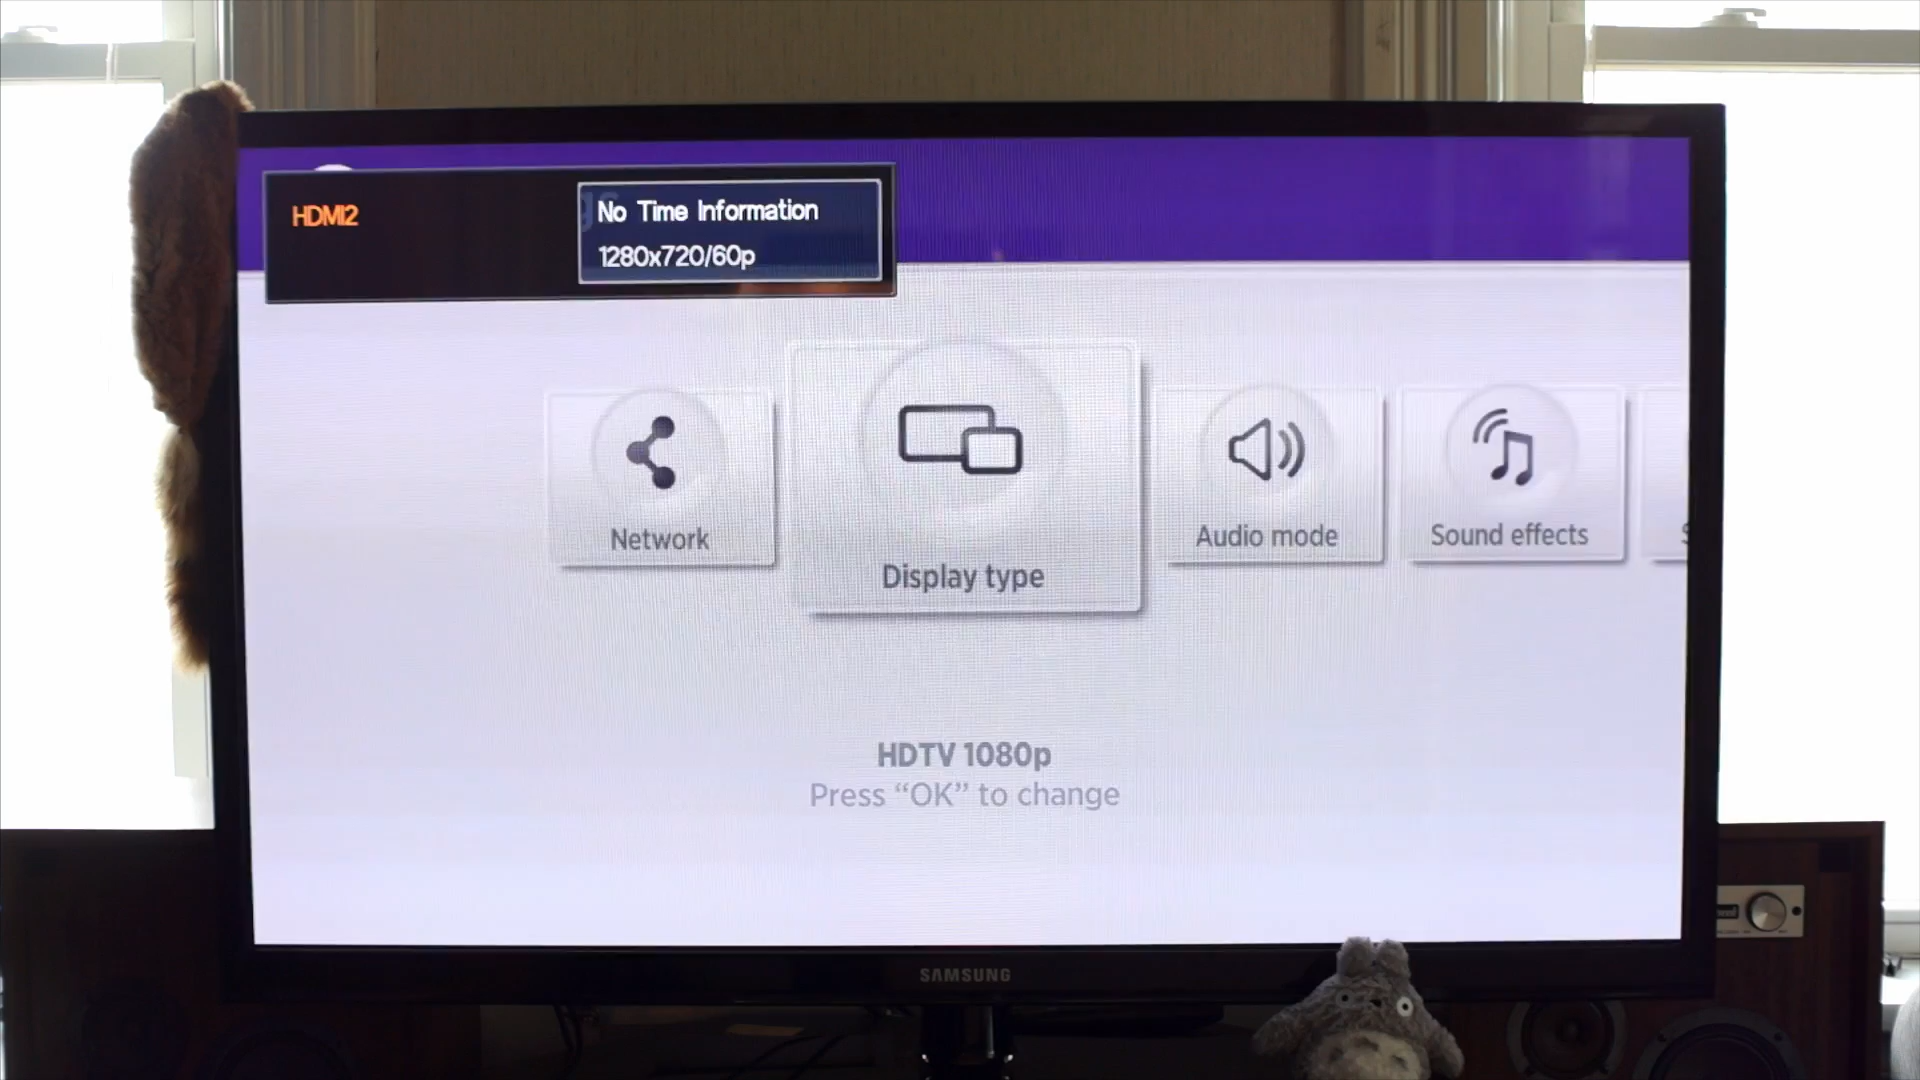 HDMI2
No Time Information
1280x720/60p
Network
Display type
Audio mode
Sound effects
HDTV 1080p
Press “OK” to change
SAMSUNG